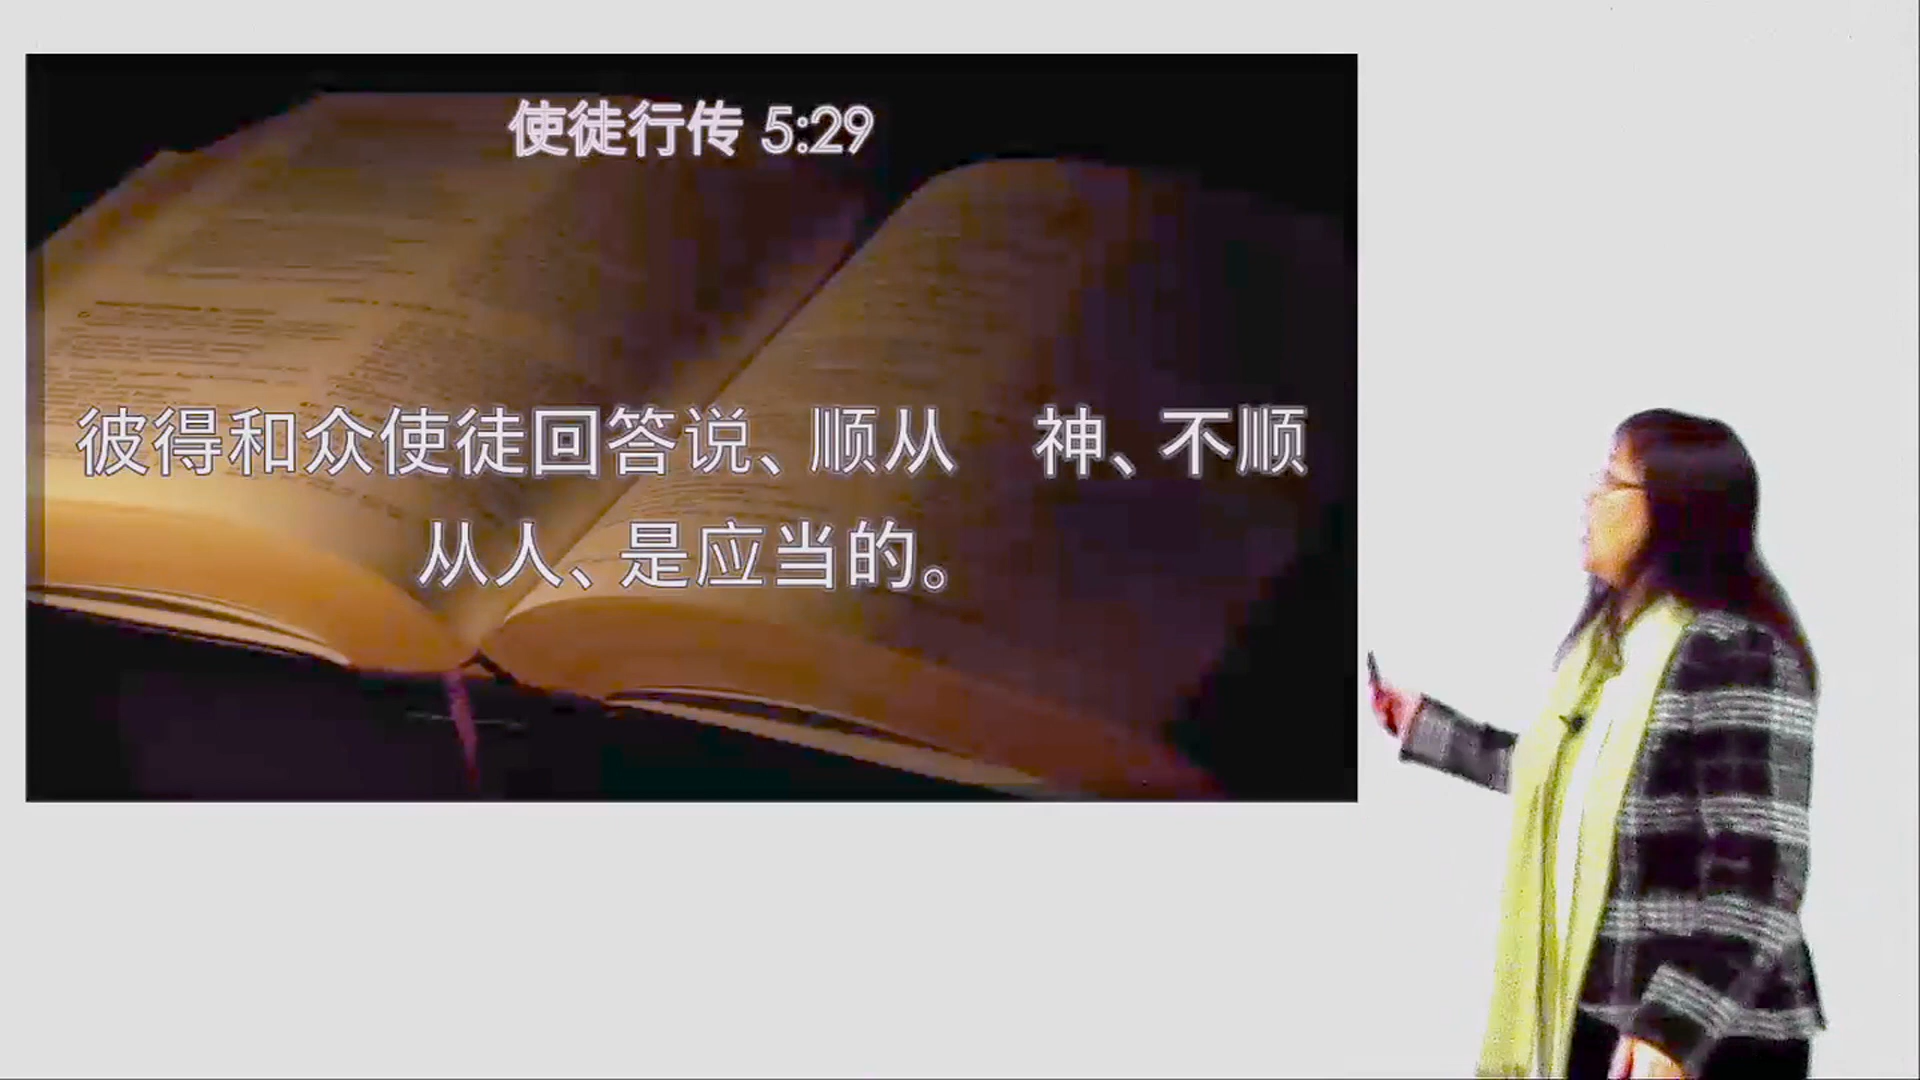 使徒行传 5:29
彼得和众使徒回答说、顺从　神、不顺
从人、是应当的。